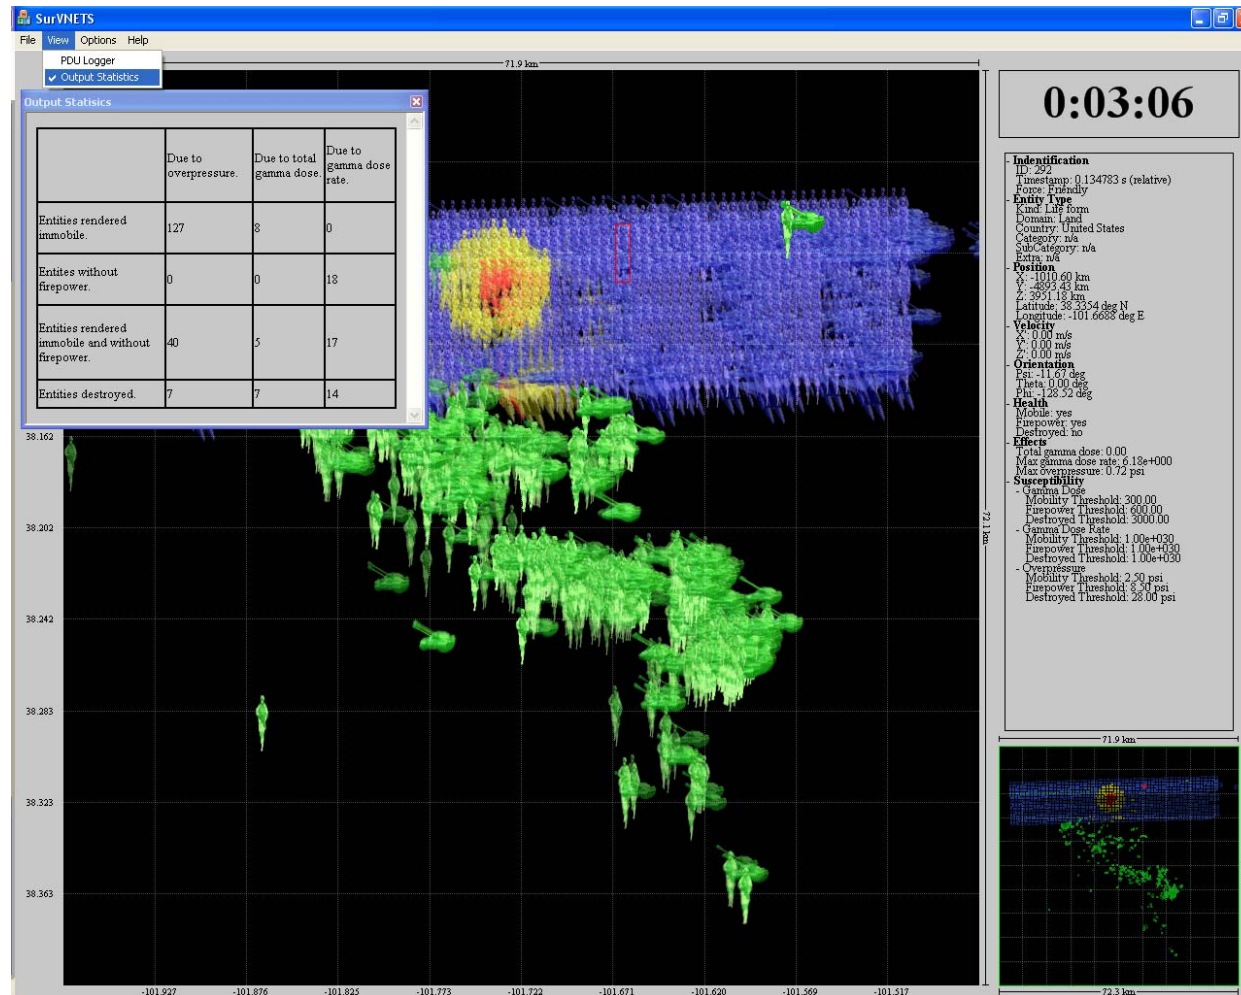 SurVNETS
File View Options Help
PDU Logger
Output Statistics
71.9 km
Output Statisics
Due to overpressure.
Due to total gamma dose.
Due to gamma dose rate.
Entities rendered immobile. 127 8 0
Entites without firepower. 0 0 18
Entities rendered immobile and without firepower. 40 5 17
Entities destroyed. 7 7 14
38.162
38.202
38.242
38.283
38.323
38.363
-101.927 -101.876 -101.825 -101.773 -101.722 -101.671 -101.620 -101.569 -101.517
72.1 km
0:03:06
- Indentification
ID: 292
Timestamp: 0.134783 s (relative)
Force: Friendly
- Entity Type
Kind: Life form
Domain: Land
Country: United States
Category: n/a
SubCategory: n/a
Extra: n/a
- Position
X: -1010.60 km
Y: -4893.43 km
Z: 3951.18 km
Latitude: 38.3354 deg N
Longitude: -101.6688 deg E
- Velocity
X': 0.00 m/s
Y': 0.00 m/s
Z': 0.00 m/s
- Orientation
Psi: -11.67 deg
Theta: 0.00 deg
Phi: -128.52 deg
- Health
Mobile: yes
Firepower: yes
Destroyed: no
- Effects
Total gamma dose: 0.00
Max gamma dose rate: 6.18e+000
Max overpressure: 0.72 psi
- Susceptibility
- Gamma Dose
Mobility Threshold: 300.00
Firepower Threshold: 600.00
Destroyed Threshold: 3000.00
- Gamma Dose Rate
Mobility Threshold: 1.00e+030
Firepower Threshold: 1.00e+030
Destroyed Threshold: 1.00e+030
- Overpressure
Mobility Threshold: 2.50 psi
Firepower Threshold: 8.50 psi
Destroyed Threshold: 28.00 psi
71.9 km
72.3 km